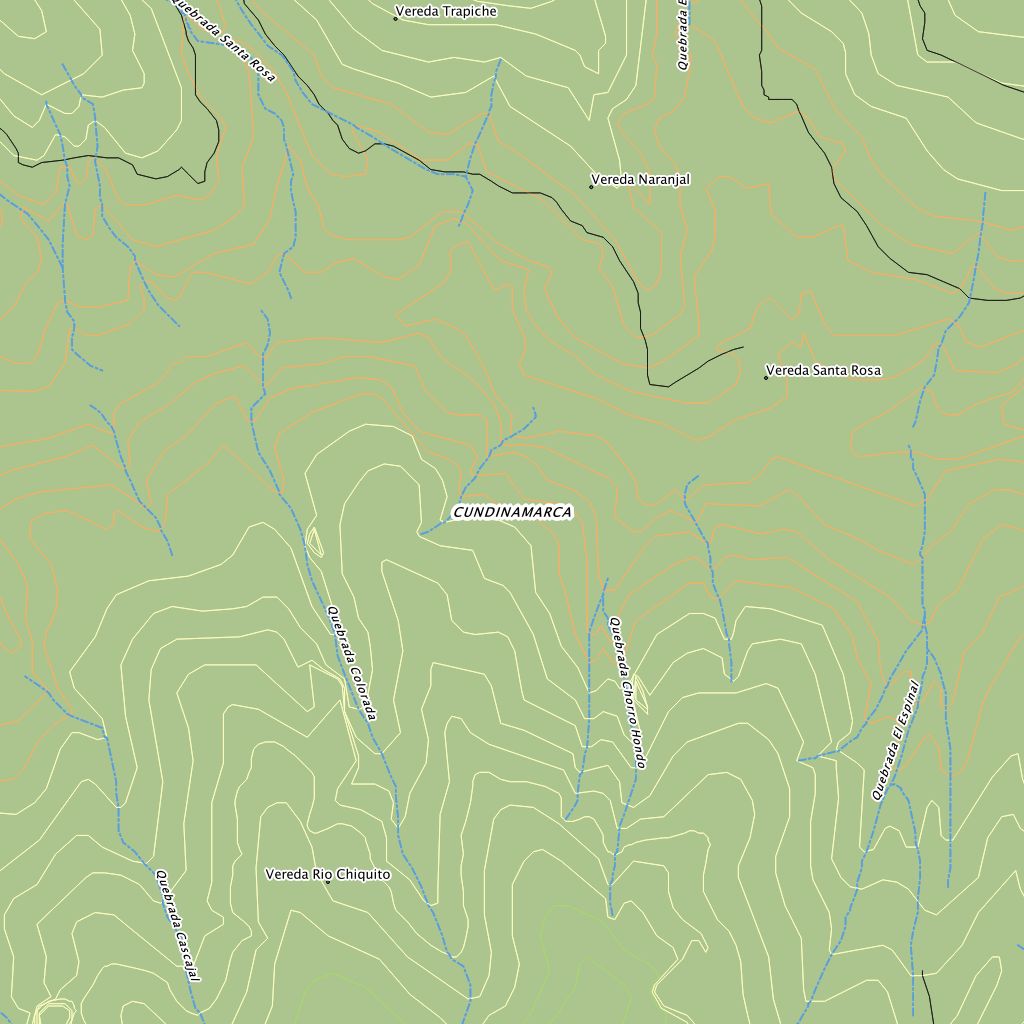 Vereda Trapiche
Quebrada Santa Rosa
Quebrada E
Vereda Naranjal
Vereda Santa Rosa
CUNDINAMARCA
Quebrada Colorada
Quebrada Chorro Hondo
Quebrada El Espinal
Vereda Rio Chiquito
Quebrada Cascajal